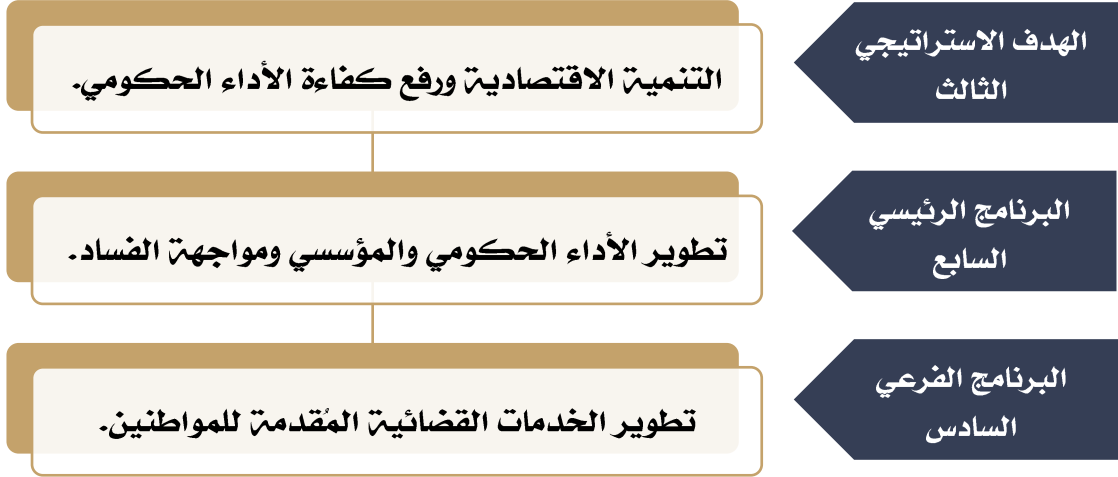 الهدف الاستراتيجي
الثالث
التنمية الاقتصادية ورفع كفاءة الأداء الحكومي.
البرنامج الرئيسي
السابع
تطوير الأداء الحكومي والمؤسسي ومواجهة الفساد.
البرنامج الفرعي
السادس
تطوير الخدمات القضائية المُقدمة للمواطنين.